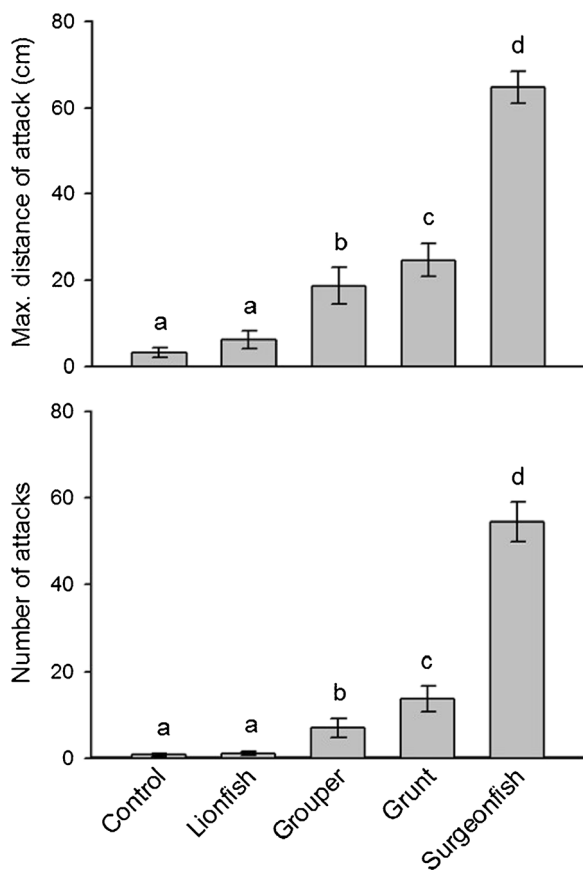 Max. distance of attack (cm)
80
60
40
20
0
a
a
b
c
d
Number of attacks
80
60
40
20
0
a
a
b
c
d
Control
Lionfish
Grouper
Grunt
Surgeonfish